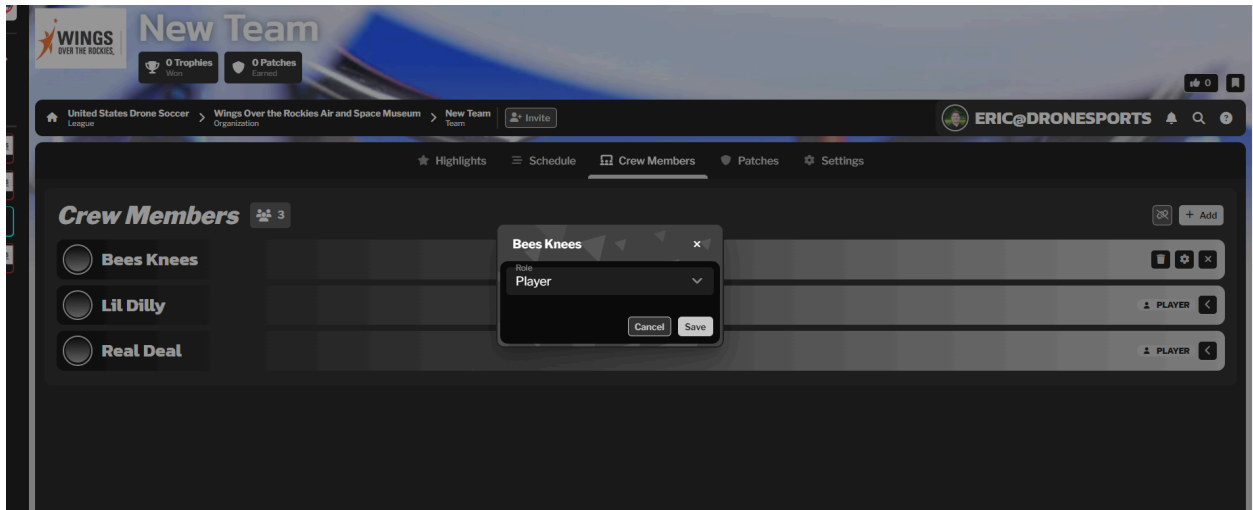 WINGS
OVER THE ROCKIES
New Team
0 Trophies
Won
0 Patches
Earned
0
United States Drone Soccer
League
Wings Over the Rockies Air and Space Museum
Organization
New Team
Team
Invite
ERIC@DRONESPORTS
Highlights
Schedule
Crew Members
Patches
Settings
Crew Members
3
+ Add
Bees Knees
Bees Knees
Role
Player
Cancel
Save
Lil Dilly
PLAYER
Real Deal
PLAYER